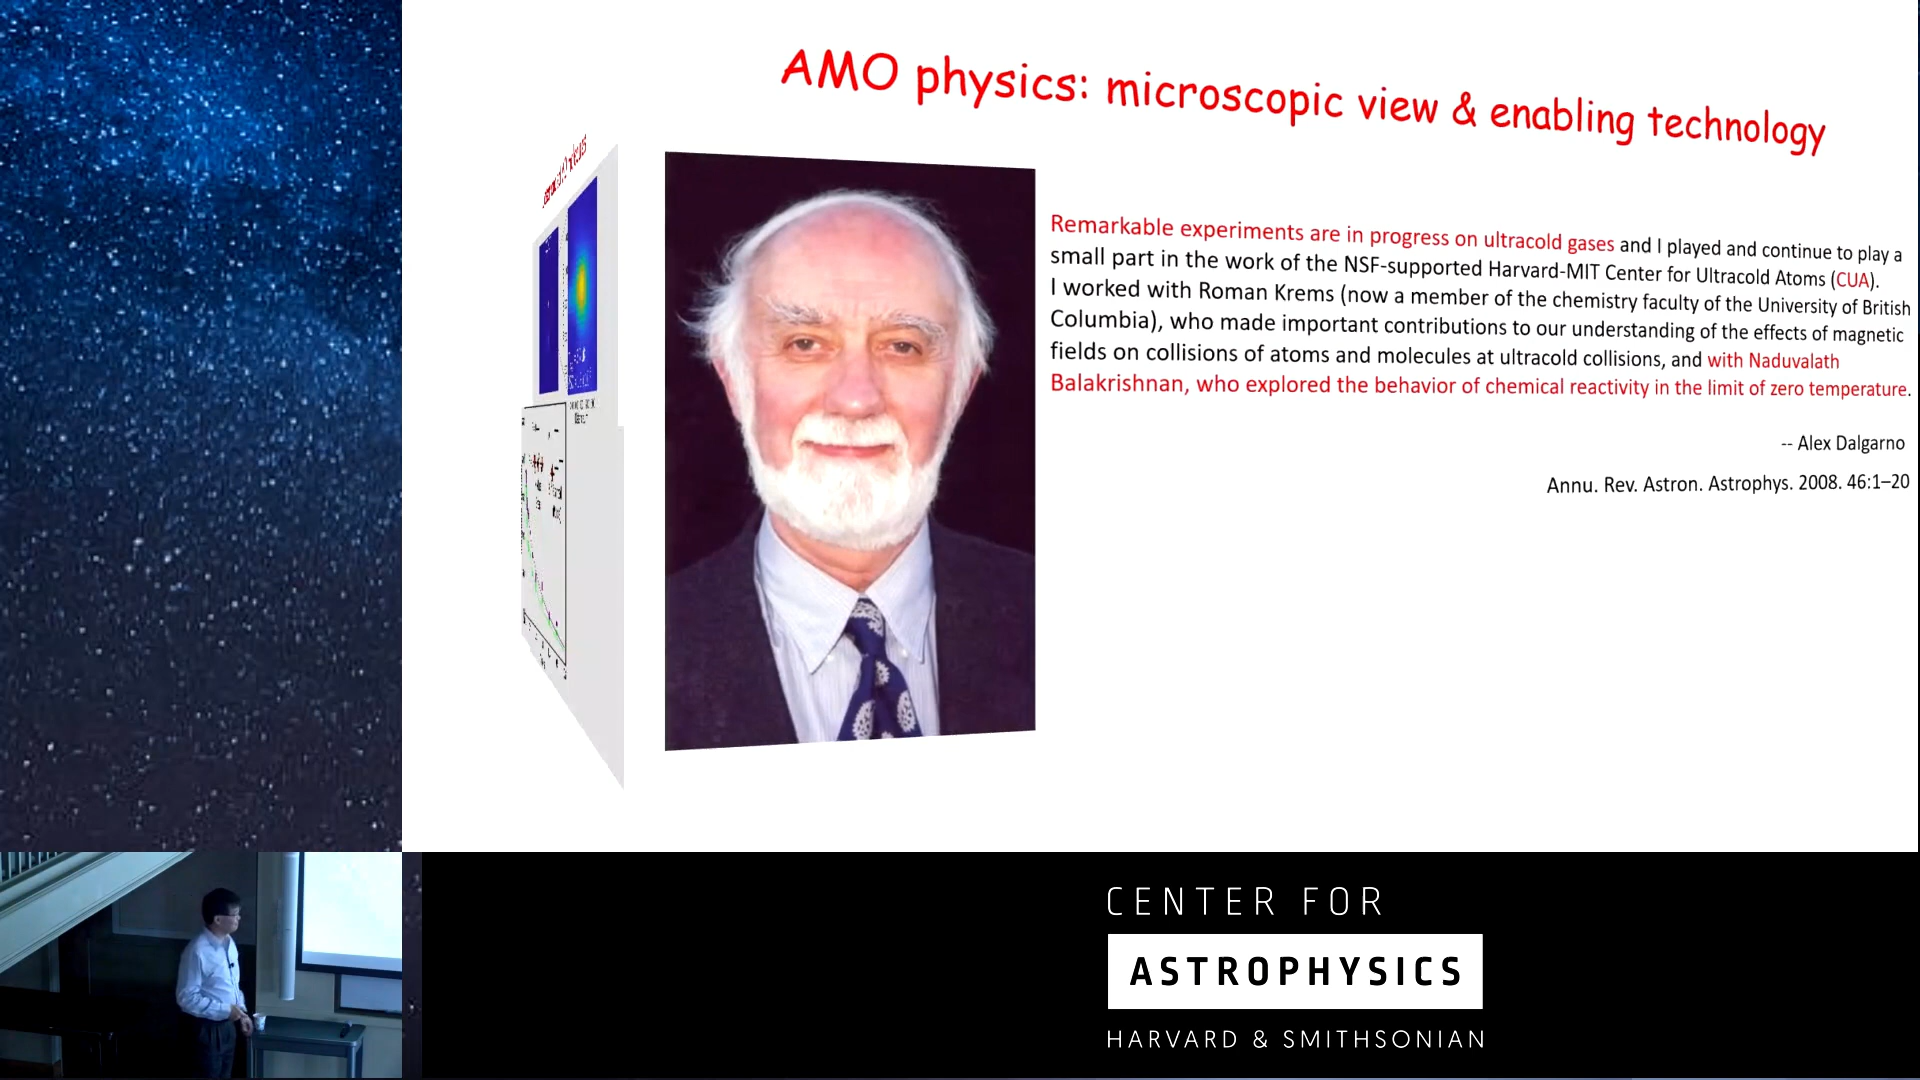 AMO physics: microscopic view & enabling technology
Remarkable experiments are in progress on ultracold gases and I played and continue to play a
small part in the work of the NSF-supported Harvard-MIT Center for Ultracold Atoms (CUA).
I worked with Roman Krems (now a member of the chemistry faculty of the University of British
Columbia), who made important contributions to our understanding of the effects of magnetic
fields on collisions of atoms and molecules at ultracold collisions, and with Naduvalath
Balakrishnan, who explored the behavior of chemical reactivity in the limit of zero temperature.
-- Alex Dalgarno
Annu. Rev. Astron. Astrophys. 2008. 46:1–20
CENTER FOR
ASTROPHYSICS
HARVARD & SMITHSONIAN